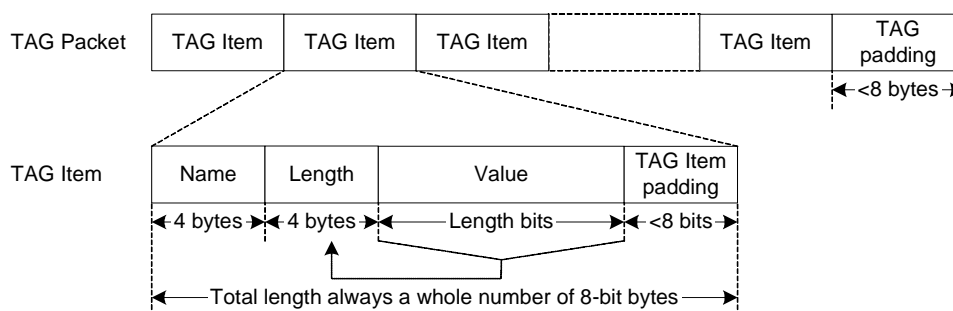 TAG Packet
TAG Item
TAG Item
TAG Item
TAG Item
TAG
padding
<8 bytes
TAG Item
Name
Length
Value
TAG Item
padding
4 bytes
4 bytes
Length bits
<8 bits
Total length always a whole number of 8-bit bytes